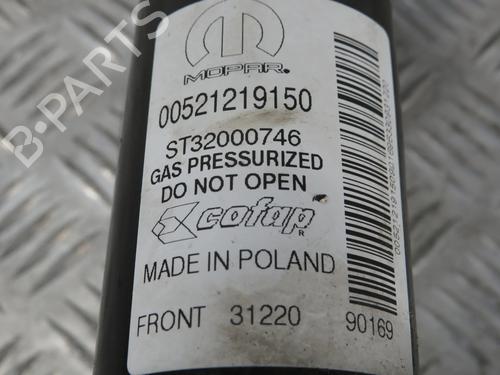 MOPAR.
00521219150
ST32000746
GAS PRESSURIZED
DO NOT OPEN
cofap
R
MADE IN POLAND
FRONT 31220
90169
B-PARTS